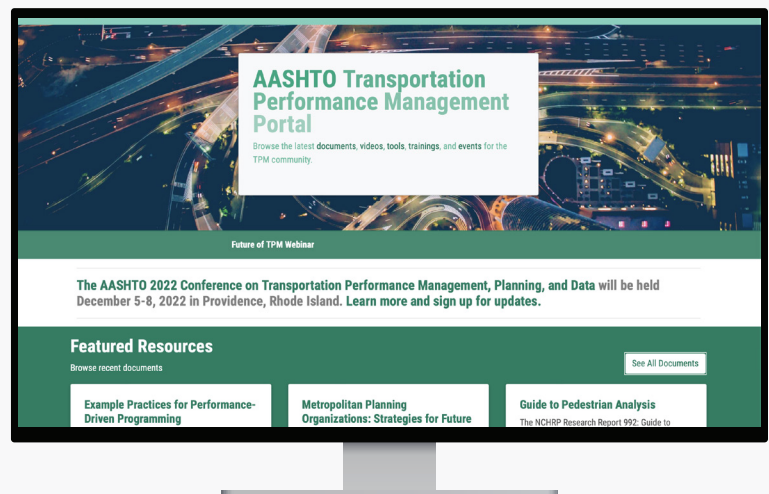 AASHTO Transportation
Performance Management
Portal
Browse the latest documents, videos, tools, trainings, and events for the
TPM community.
Future of TPM Webinar
The AASHTO 2022 Conference on Transportation Performance Management, Planning, and Data will be held
December 5-8, 2022 in Providence, Rhode Island. Learn more and sign up for updates.
Featured Resources
Browse recent documents
See All Documents
Example Practices for Performance-
Driven Programming
Metropolitan Planning
Organizations: Strategies for Future
Guide to Pedestrian Analysis
The NCHRP Research Report 992: Guide to